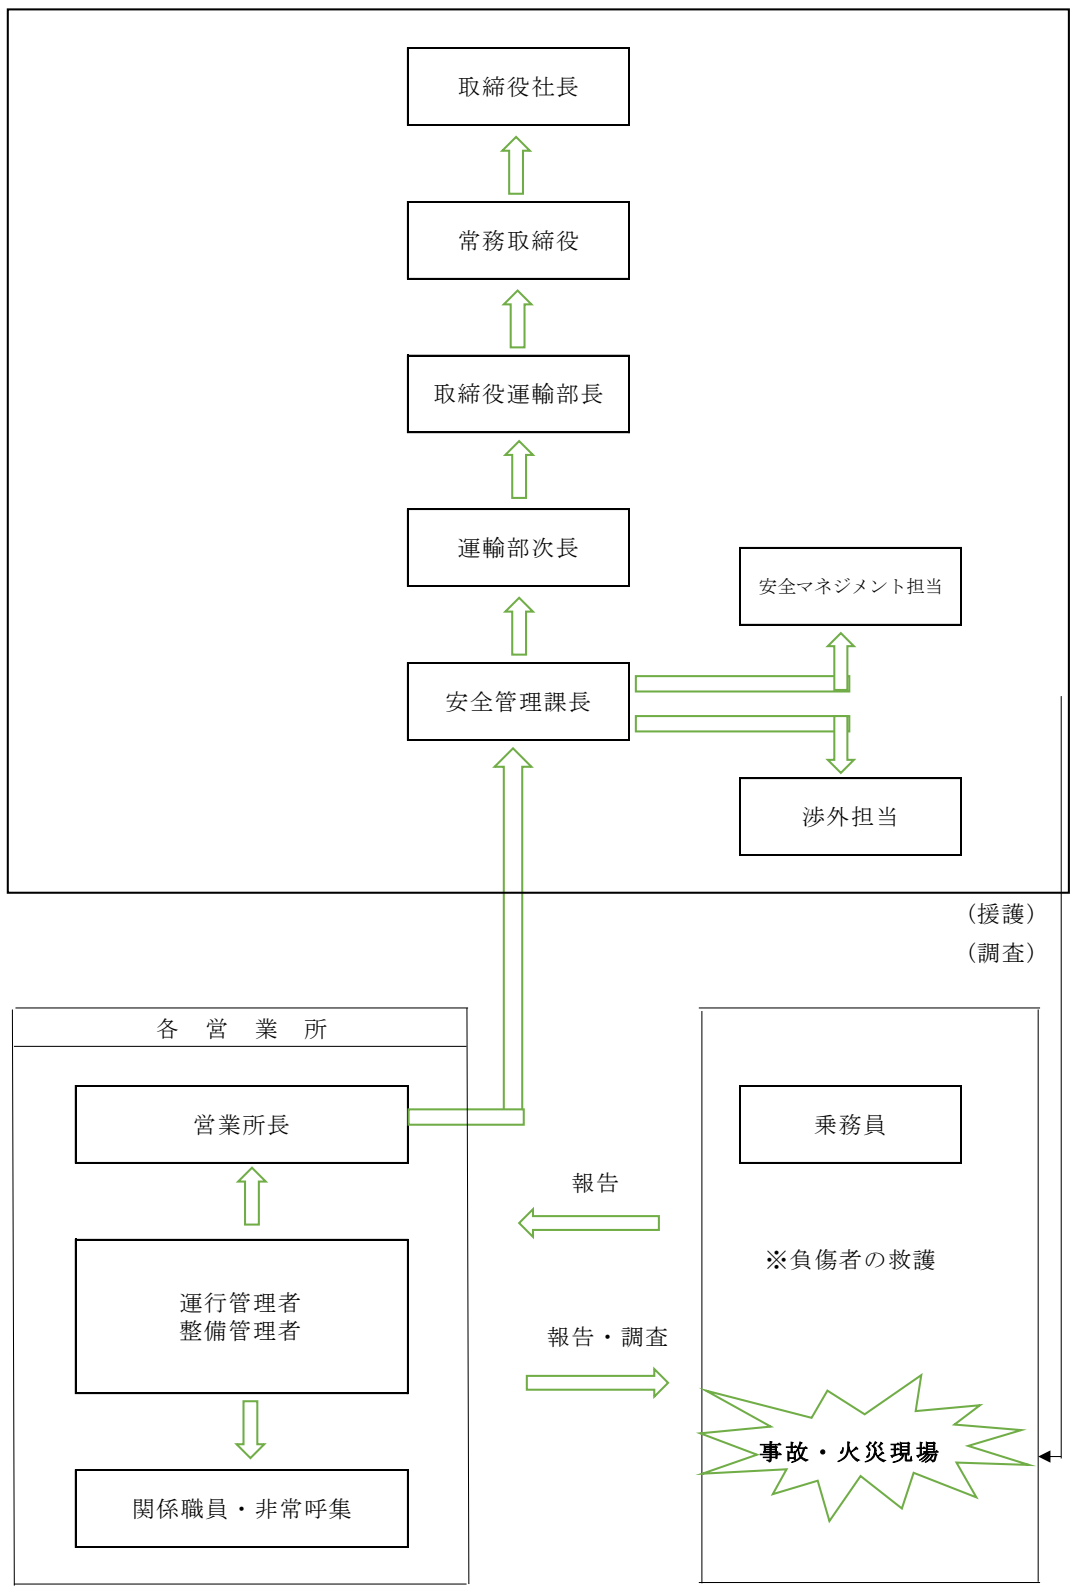 取締役社長
常務取締役
取締役運輸部長
運輸部次長
安全マネジメント担当
安全管理課長
渉外担当
（援護）
（調査）
各　営　業　所
営業所長
乗務員
報告
※負傷者の救護
運行管理者
整備管理者
報告・調査
事故・火災現場
関係職員・非常呼集